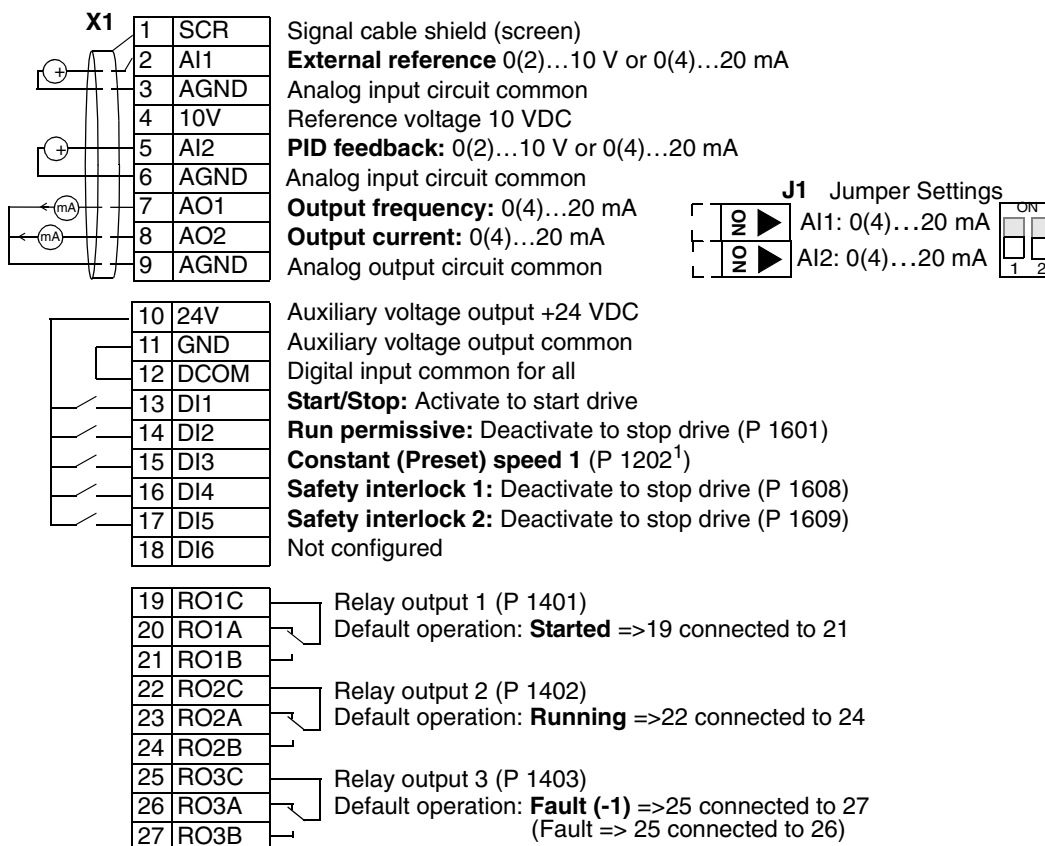 X1
1 SCR Signal cable shield (screen)
2 AI1 External reference 0(2)…10 V or 0(4)…20 mA
3 AGND Analog input circuit common
4 10V Reference voltage 10 VDC
5 AI2 PID feedback: 0(2)…10 V or 0(4)…20 mA
6 AGND Analog input circuit common
7 AO1 Output frequency: 0(4)…20 mA
8 AO2 Output current: 0(4)…20 mA
9 AGND Analog output circuit common
+
+
mA
mA
J1 Jumper Settings
ON AI1: 0(4)…20 mA
ON AI2: 0(4)…20 mA
ON
1 2
10 24V Auxiliary voltage output +24 VDC
11 GND Auxiliary voltage output common
12 DCOM Digital input common for all
13 DI1 Start/Stop: Activate to start drive
14 DI2 Run permissive: Deactivate to stop drive (P 1601)
15 DI3 Constant (Preset) speed 1 (P 1202¹)
16 DI4 Safety interlock 1: Deactivate to stop drive (P 1608)
17 DI5 Safety interlock 2: Deactivate to stop drive (P 1609)
18 DI6 Not configured
19 RO1C Relay output 1 (P 1401)
20 RO1A Default operation: Started =>19 connected to 21
21 RO1B
22 RO2C Relay output 2 (P 1402)
23 RO2A Default operation: Running =>22 connected to 24
24 RO2B
25 RO3C Relay output 3 (P 1403)
26 RO3A Default operation: Fault (-1) =>25 connected to 27
27 RO3B (Fault => 25 connected to 26)